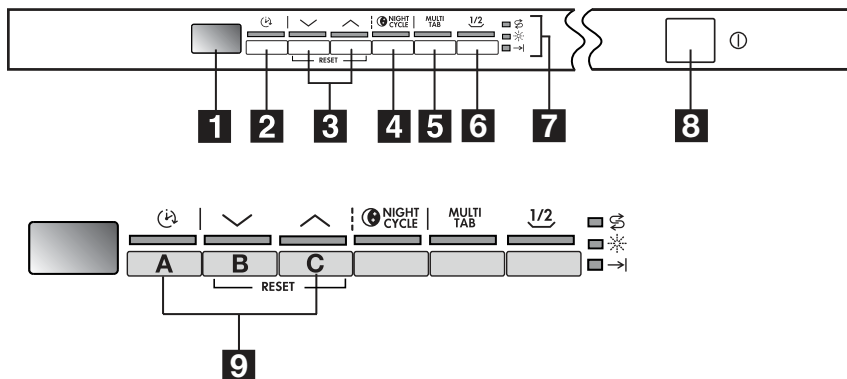 NIGHT CYCLE MULTI TAB 1/2
RESET
1 2 3 4 5 6 7 8
NIGHT CYCLE MULTI TAB 1/2
A B C
RESET
9